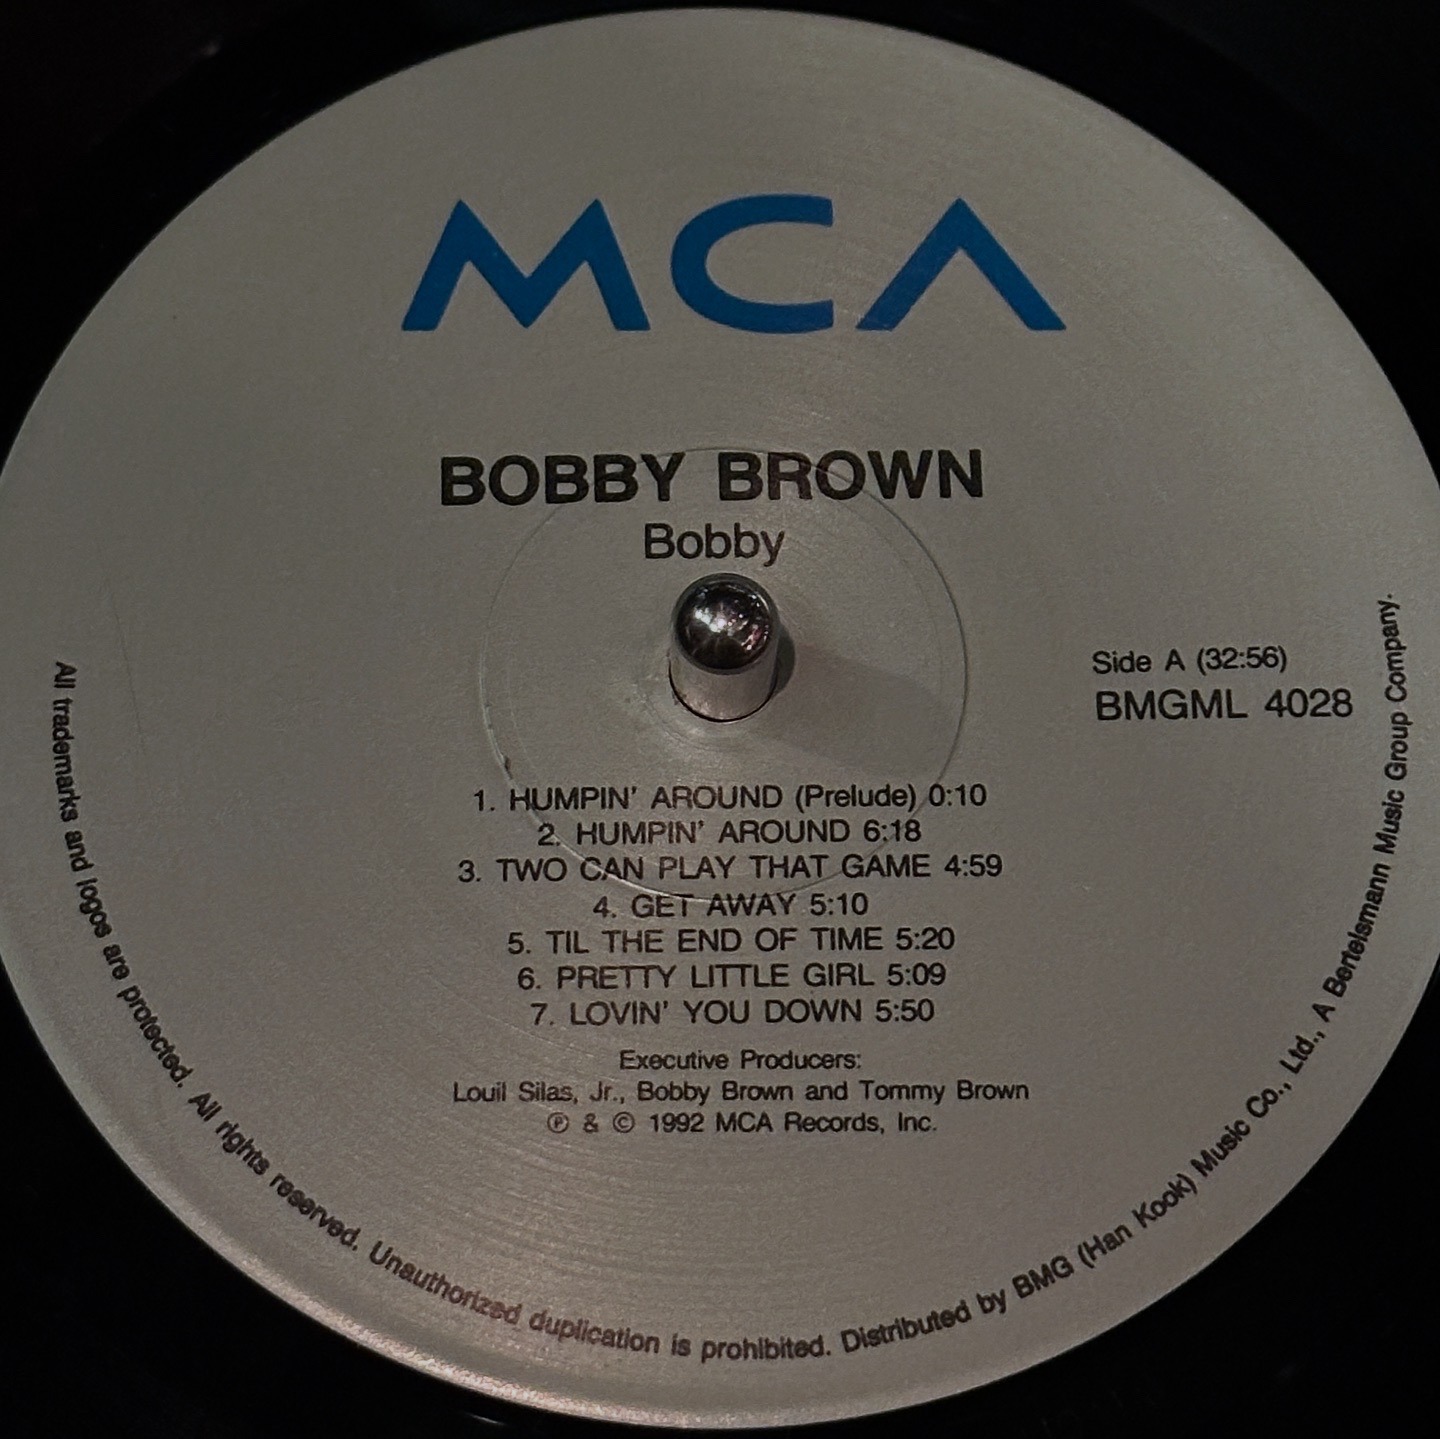 MCA
BOBBY BROWN
Bobby
Side A (32:56)
BMGML 4028
1. HUMPIN' AROUND (Prelude) 0:10
2. HUMPIN' AROUND 6:18
3. TWO CAN PLAY THAT GAME 4:59
4. GET AWAY 5:10
5. TIL THE END OF TIME 5:20
6. PRETTY LITTLE GIRL 5:09
7. LOVIN' YOU DOWN 5:50
Executive Producers:
Louil Silas, Jr., Bobby Brown and Tommy Brown
℗ & © 1992 MCA Records, Inc.
All trademarks and logos are protected. All rights reserved. Unauthorized duplication is prohibited. Distributed by BMG (Han Kook) Music Co., Ltd., A Bertelsmann Music Group Company.